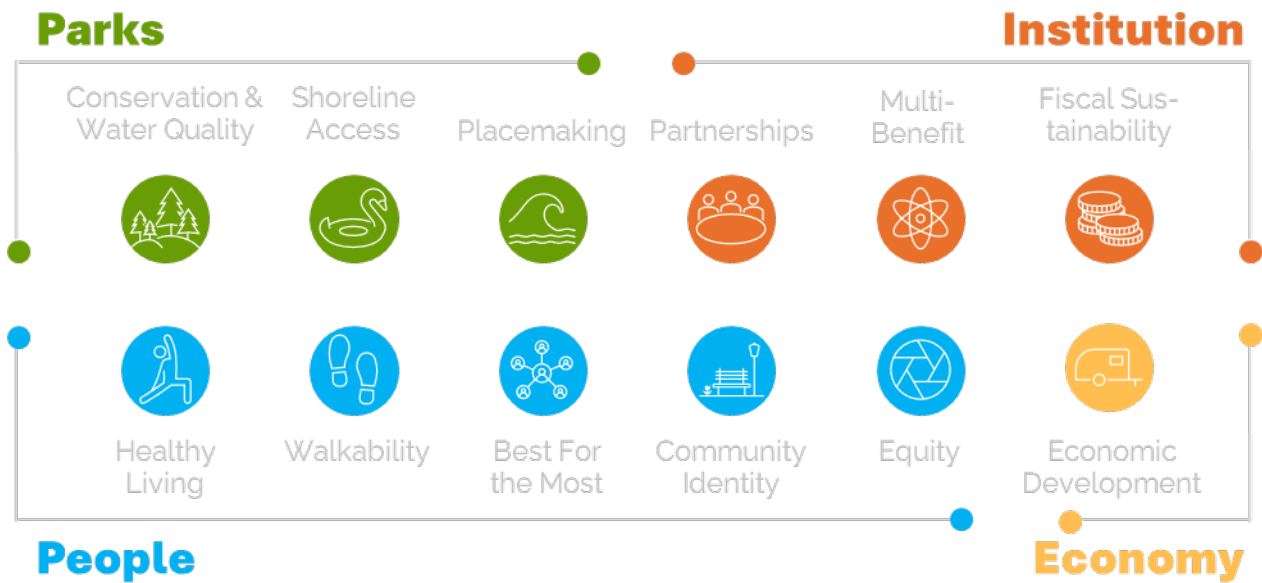 Parks
Institution
Conservation &
Water Quality
Shoreline
Access
Placemaking
Partnerships
Multi-
Benefit
Fiscal Sus-
tainability
Healthy
Living
Walkability
Best For
the Most
Community
Identity
Equity
Economic
Development
People
Economy